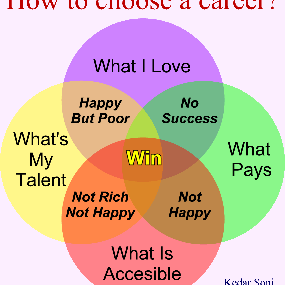 How to choose a career?
What I Love
Happy
But Poor
No
Success
What's
My
Talent
Win
What
Pays
Not Rich
Not Happy
Not
Happy
What Is
Accesible
Kedar Soni